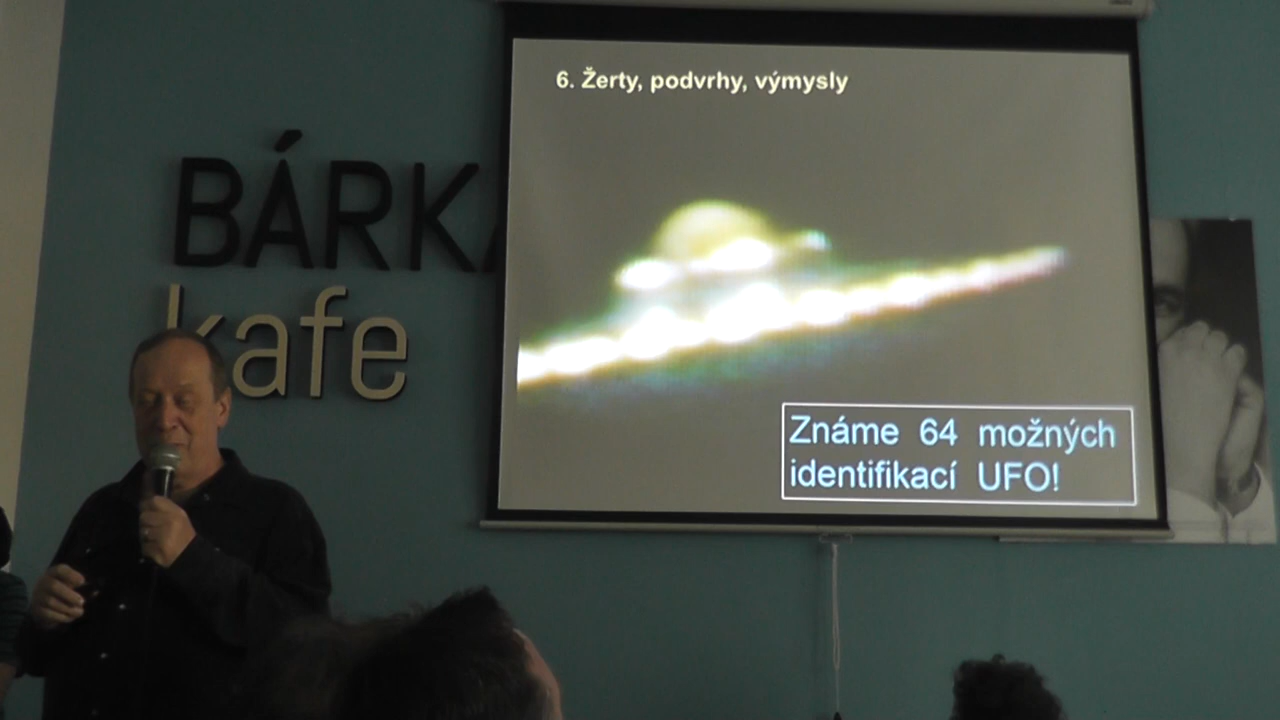 BÁRKA
kafe
6. Žerty, podvrhy, výmysly
Známe 64 možných
identifikací UFO!